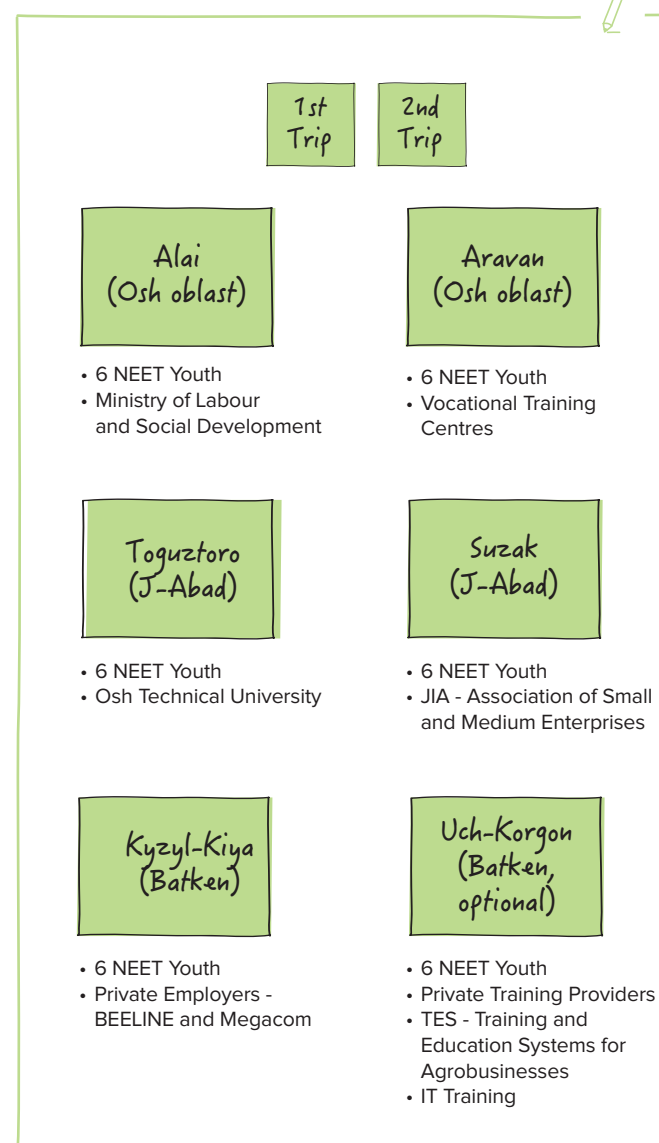 1st
Trip
2nd
Trip
Alai
(Osh oblast)
• 6 NEET Youth
• Ministry of Labour
and Social Development
Aravan
(Osh oblast)
• 6 NEET Youth
• Vocational Training
Centres
Toguztoro
(J-Abad)
• 6 NEET Youth
• Osh Technical University
Suzak
(J-Abad)
• 6 NEET Youth
• JIA - Association of Small
and Medium Enterprises
Kyzyl-Kiya
(Batken)
• 6 NEET Youth
• Private Employers -
BEELINE and Megacom
Uch-Korgon
(Batken,
optional)
• 6 NEET Youth
• Private Training Providers
• TES - Training and
Education Systems for
Agrobusinesses
• IT Training